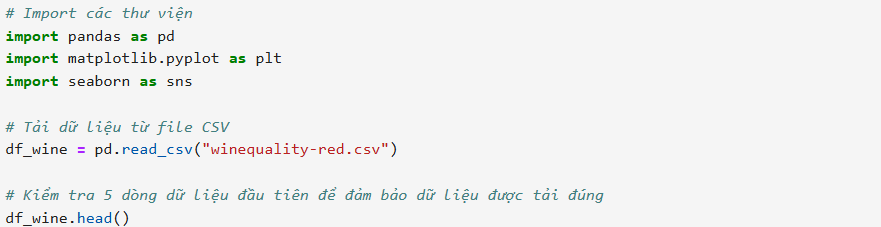 # Import các thư viện
import pandas as pd
import matplotlib.pyplot as plt
import seaborn as sns
# Tải dữ liệu từ file CSV
df_wine = pd.read_csv("winequality-red.csv")
# Kiểm tra 5 dòng dữ liệu đầu tiên để đảm bảo dữ liệu được tải đúng
df_wine.head()